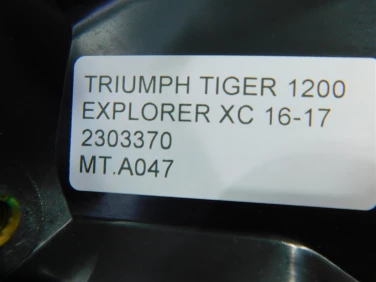 TRIUMPH TIGER 1200
EXPLORER XC 16-17
2303370
MT.A047